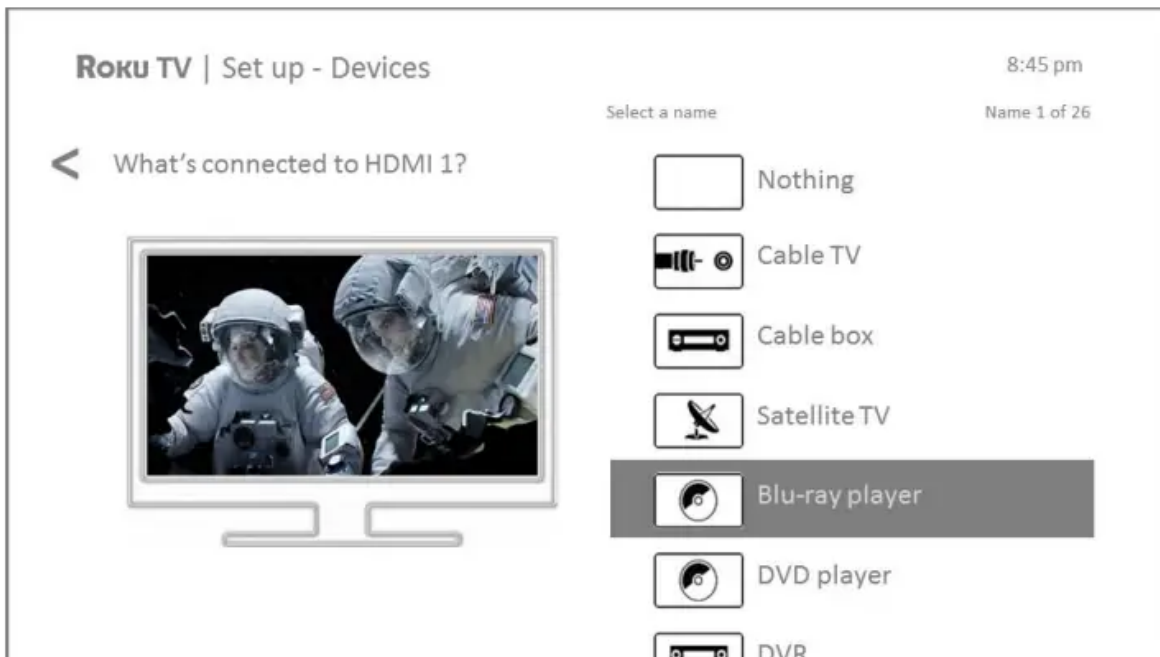 ROKU TV | Set up - Devices
8:45 pm
Select a name
Name 1 of 26
< What's connected to HDMI 1?
Nothing
Cable TV
Cable box
Satellite TV
Blu-ray player
DVD player
DVR